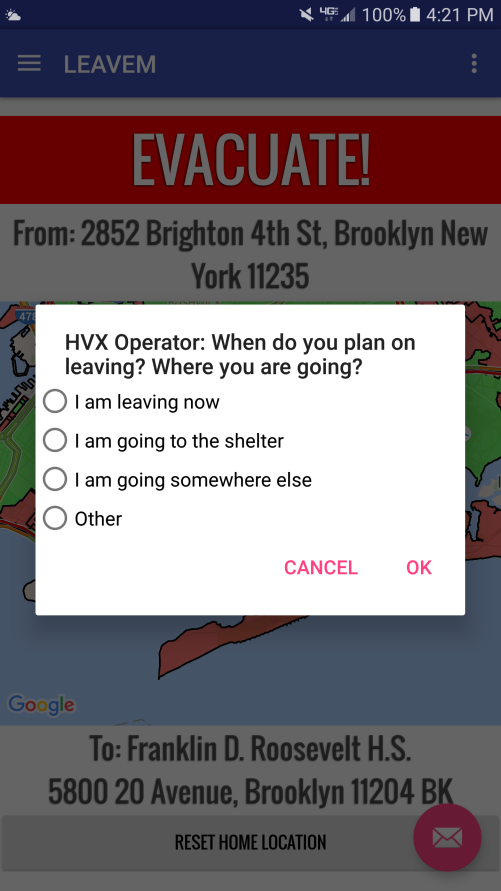 4G 100% 4:21 PM
LEAVEM
EVACUATE!
From: 2852 Brighton 4th St, Brooklyn New
York 11235
478
HVX Operator: When do you plan on
leaving? Where you are going?
I am leaving now
I am going to the shelter
I am going somewhere else
Other
CANCEL OK
Google
To: Franklin D. Roosevelt H.S.
5800 20 Avenue, Brooklyn 11204 BK
RESET HOME LOCATION